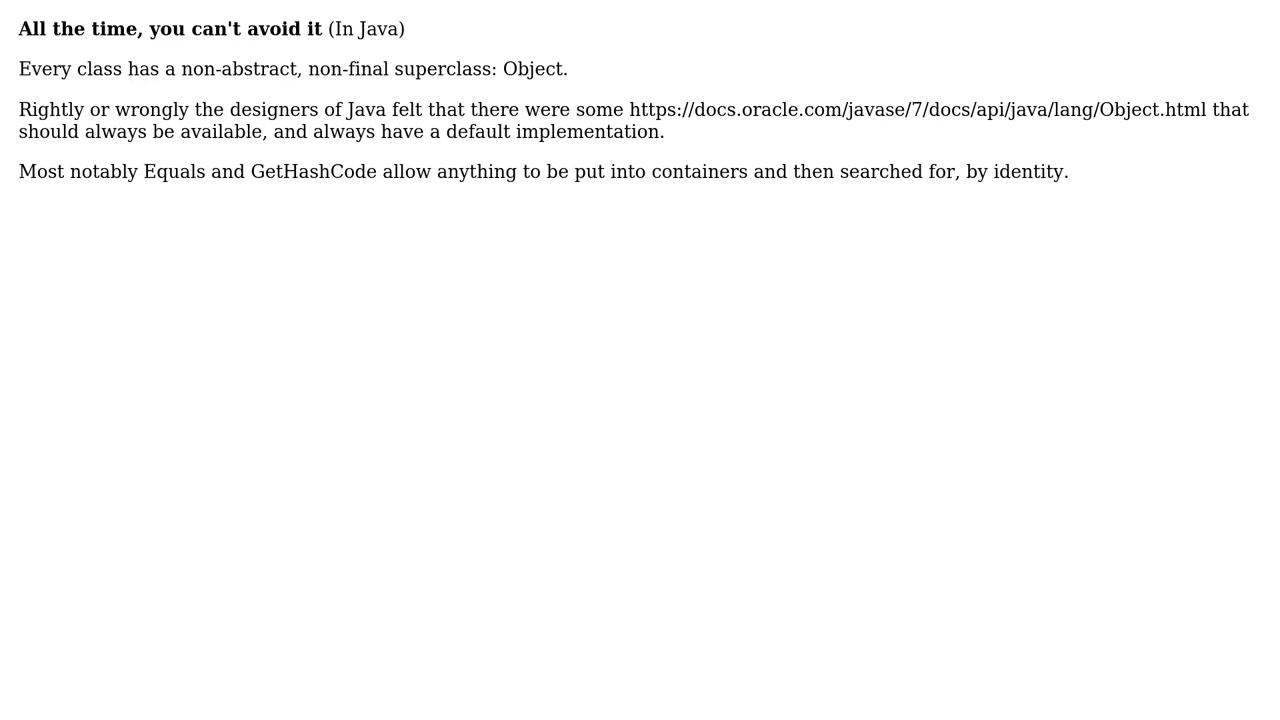 All the time, you can't avoid it (In Java)
Every class has a non-abstract, non-final superclass: Object.
Rightly or wrongly the designers of Java felt that there were some https://docs.oracle.com/javase/7/docs/api/java/lang/Object.html that
should always be available, and always have a default implementation.
Most notably Equals and GetHashCode allow anything to be put into containers and then searched for, by identity.